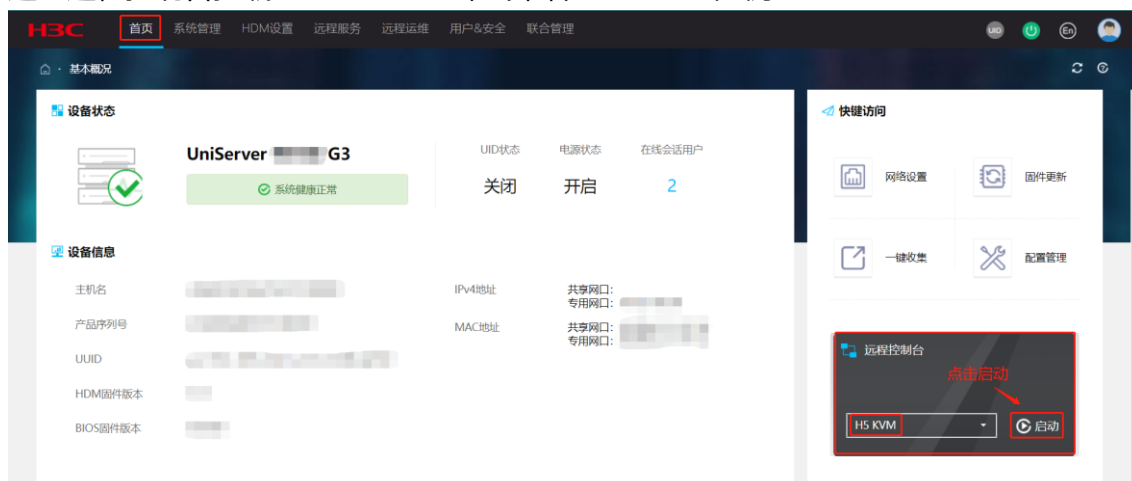 H3C 首页 系统管理 HDM设置 远程服务 远程运维 用户&安全 联合管理 UID En
基本概况
设备状态
UniServer G3
系统健康正常
UID状态 电源状态 在线会话用户
关闭 开启 2
设备信息
主机名
产品序列号
UUID
HDM固件版本
BIOS固件版本
IPv4地址 共享网口:
专用网口:
MAC地址 共享网口:
专用网口:
快键访问
网络设置 固件更新
一键收集 配置管理
远程控制台
点击启动
H5 KVM 启动